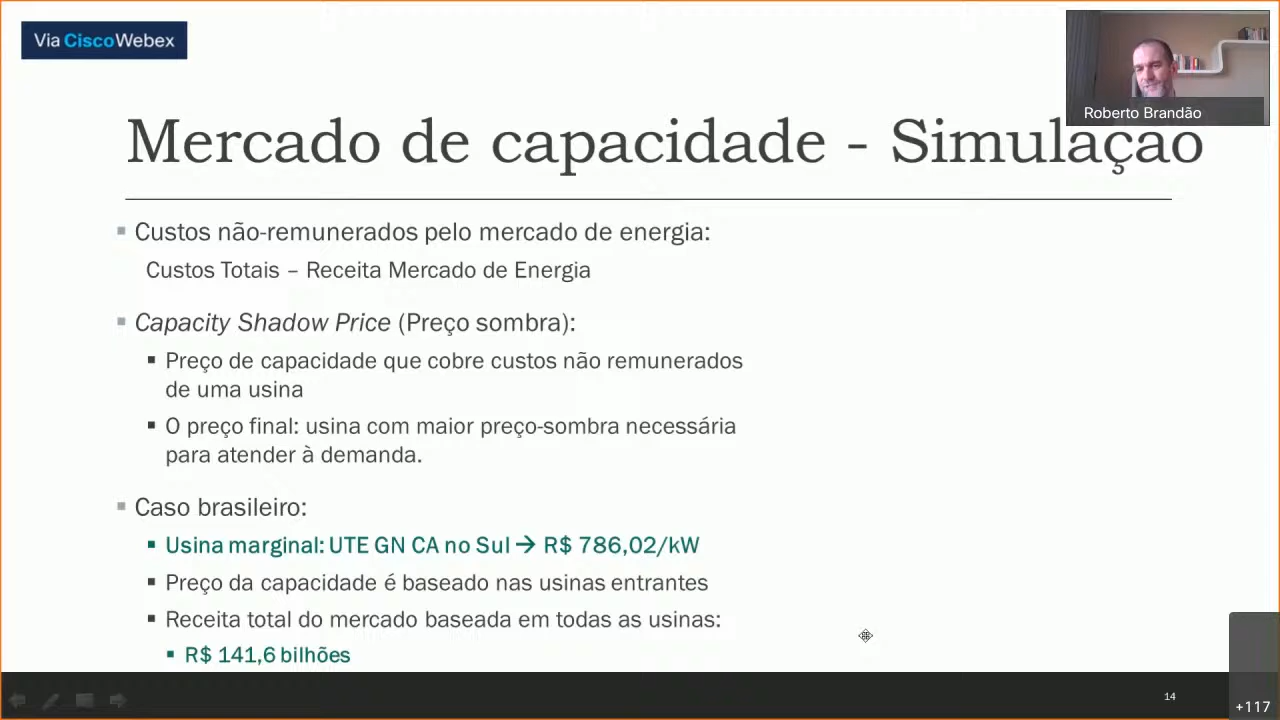 Via Cisco Webex
Roberto Brandão
Mercado de capacidade - Simulação
Custos não-remunerados pelo mercado de energia:
Custos Totais – Receita Mercado de Energia
Capacity Shadow Price (Preço sombra):
Preço de capacidade que cobre custos não remunerados
de uma usina
O preço final: usina com maior preço-sombra necessária
para atender à demanda.
Caso brasileiro:
Usina marginal: UTE GN CA no Sul → R$ 786,02/kW
Preço da capacidade é baseado nas usinas entrantes
Receita total do mercado baseada em todas as usinas:
R$ 141,6 bilhões
14
+117